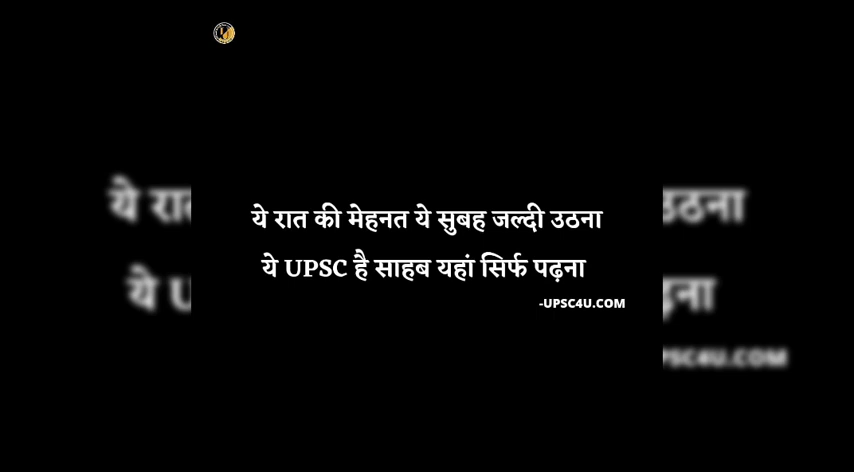 ये रात की मेहनत ये सुबह जल्दी उठना
ये UPSC है साहब यहां सिर्फ पढ़ना
-UPSC4U.COM